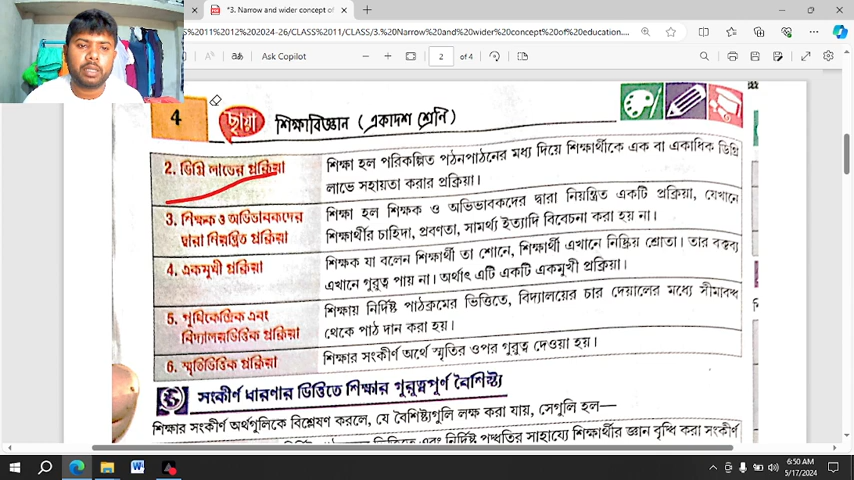 *3. Narrow and wider concept of
S%2011%2012%202024-26/CLASS%2011/CLASS/3.%20Narrow%20and%20wider%20concept%20of%20education....
Ask Copilot
2 of 4
4
ছায়া শিক্ষাবিজ্ঞান (একাদশ শ্রেণি)
2. ডিগ্রি লাভের প্রক্রিয়া
শিক্ষা হল পরিকল্পিত পঠনপাঠনের মধ্য দিয়ে শিক্ষার্থীকে এক বা একাধিক ডিগ্রি
লাভে সহায়তা করার প্রক্রিয়া।
3. শিক্ষক ও অভিভাবকদের
দ্বারা নিয়ন্ত্রিত প্রক্রিয়া
শিক্ষা হল শিক্ষক ও অভিভাবকদের দ্বারা নিয়ন্ত্রিত একটি প্রক্রিয়া, যেখানে
শিক্ষার্থীর চাহিদা, প্রবণতা, সামর্থ্য ইত্যাদি বিবেচনা করা হয় না।
4. একমুখী প্রক্রিয়া
শিক্ষক যা বলেন শিক্ষার্থী তা শোনে, শিক্ষার্থী এখানে নিষ্ক্রিয় শ্রোতা। তার বক্তব্য
এখানে গুরুত্ব পায় না। অর্থাৎ এটি একটি একমুখী প্রক্রিয়া।
5. পুথিকেন্দ্রিক এবং
বিদ্যালয়ভিত্তিক প্রক্রিয়া
শিক্ষায় নির্দিষ্ট পাঠক্রমের ভিত্তিতে, বিদ্যালয়ের চার দেয়ালের মধ্যে সীমাবদ্ধ
থেকে পাঠ দান করা হয়।
6. স্মৃতিভিত্তিক প্রক্রিয়া
শিক্ষার সংকীর্ণ অর্থে স্মৃতির ওপর গুরুত্ব দেওয়া হয়।
সংকীর্ণ ধারণার ভিত্তিতে শিক্ষার গুরুত্বপূর্ণ বৈশিষ্ট্য
শিক্ষার সংকীর্ণ অর্থগুলিকে বিশ্লেষণ করলে, যে বৈশিষ্ট্যগুলি লক্ষ করা যায়, সেগুলি হল—
ভিত্তিতে এবং নির্দিষ্ট পদ্ধতির সাহায্যে শিক্ষার্থীর জ্ঞান বৃদ্ধি করা সংকীর্ণ
6:50 AM
5/17/2024